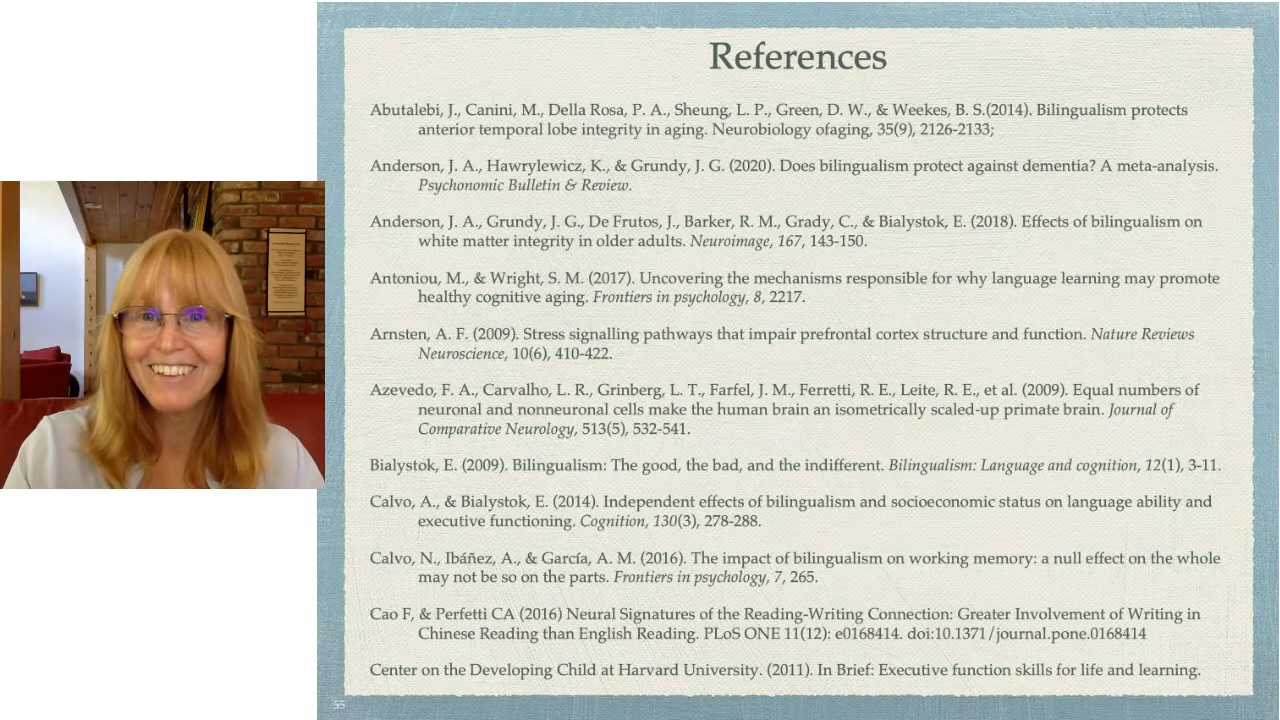 References
Abutalebi, J., Canini, M., Della Rosa, P. A., Sheung, L. P., Green, D. W., & Weekes, B. S.(2014). Bilingualism protects
anterior temporal lobe integrity in aging. Neurobiology ofaging, 35(9), 2126-2133;
Anderson, J. A., Hawrylewicz, K., & Grundy, J. G. (2020). Does bilingualism protect against dementia? A meta-analysis.
Psychonomic Bulletin & Review.
Anderson, J. A., Grundy, J. G., De Frutos, J., Barker, R. M., Grady, C., & Bialystok, E. (2018). Effects of bilingualism on
white matter integrity in older adults. NeuroImage, 167, 143-150.
Antoniou, M., & Wright, S. M. (2017). Uncovering the mechanisms responsible for why language learning may promote
healthy cognitive aging. Frontiers in psychology, 8, 2217.
Arnsten, A. F. (2009). Stress signalling pathways that impair prefrontal cortex structure and function. Nature Reviews
Neuroscience, 10(6), 410-422.
Azevedo, F. A., Carvalho, L. R., Grinberg, L. T., Farfel, J. M., Ferretti, R. E., Leite, R. E., et al. (2009). Equal numbers of
neuronal and nonneuronal cells make the human brain an isometrically scaled-up primate brain. Journal of
Comparative Neurology, 513(5), 532-541.
Bialystok, E. (2009). Bilingualism: The good, the bad, and the indifferent. Bilingualism: Language and cognition, 12(1), 3-11.
Calvo, A., & Bialystok, E. (2014). Independent effects of bilingualism and socioeconomic status on language ability and
executive functioning. Cognition, 130(3), 278-288.
Calvo, N., Ibáñez, A., & García, A. M. (2016). The impact of bilingualism on working memory: a null effect on the whole
may not be so on the parts. Frontiers in psychology, 7, 265.
Cao F, & Perfetti CA (2016) Neural Signatures of the Reading-Writing Connection: Greater Involvement of Writing in
Chinese Reading than English Reading. PLoS ONE 11(12): e0168414. doi:10.1371/journal.pone.0168414
Center on the Developing Child at Harvard University (2011). In Brief: Executive function skills for life and learning.
55